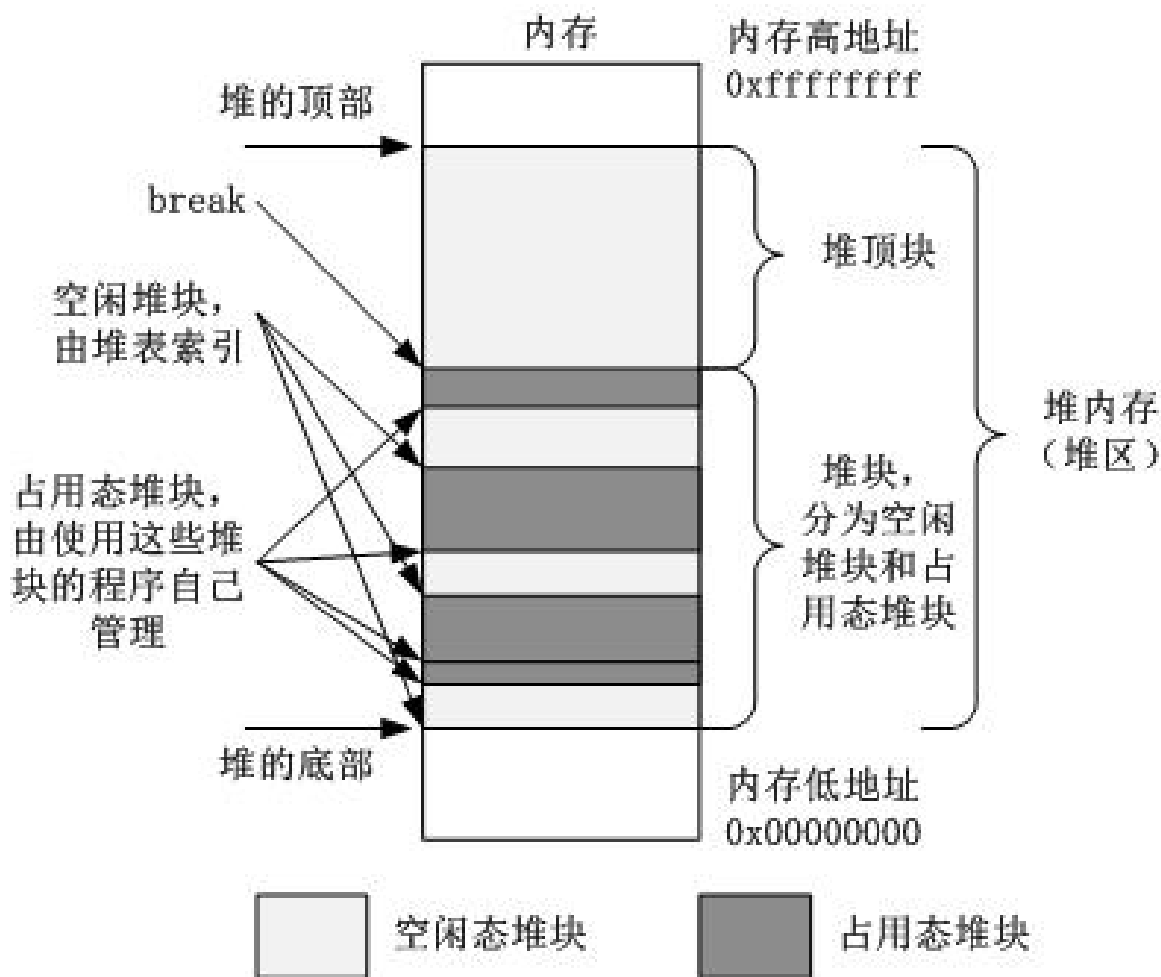 内存
内存高地址
0xffffffff
堆的顶部
break
堆顶块
空闲堆块，
由堆表索引
堆内存
（堆区）
占用态堆块，
由使用这些堆
块的程序自己
管理
堆块，
分为空闲
堆块和占
用态堆块
堆的底部
内存低地址
0x00000000
空闲态堆块
占用态堆块